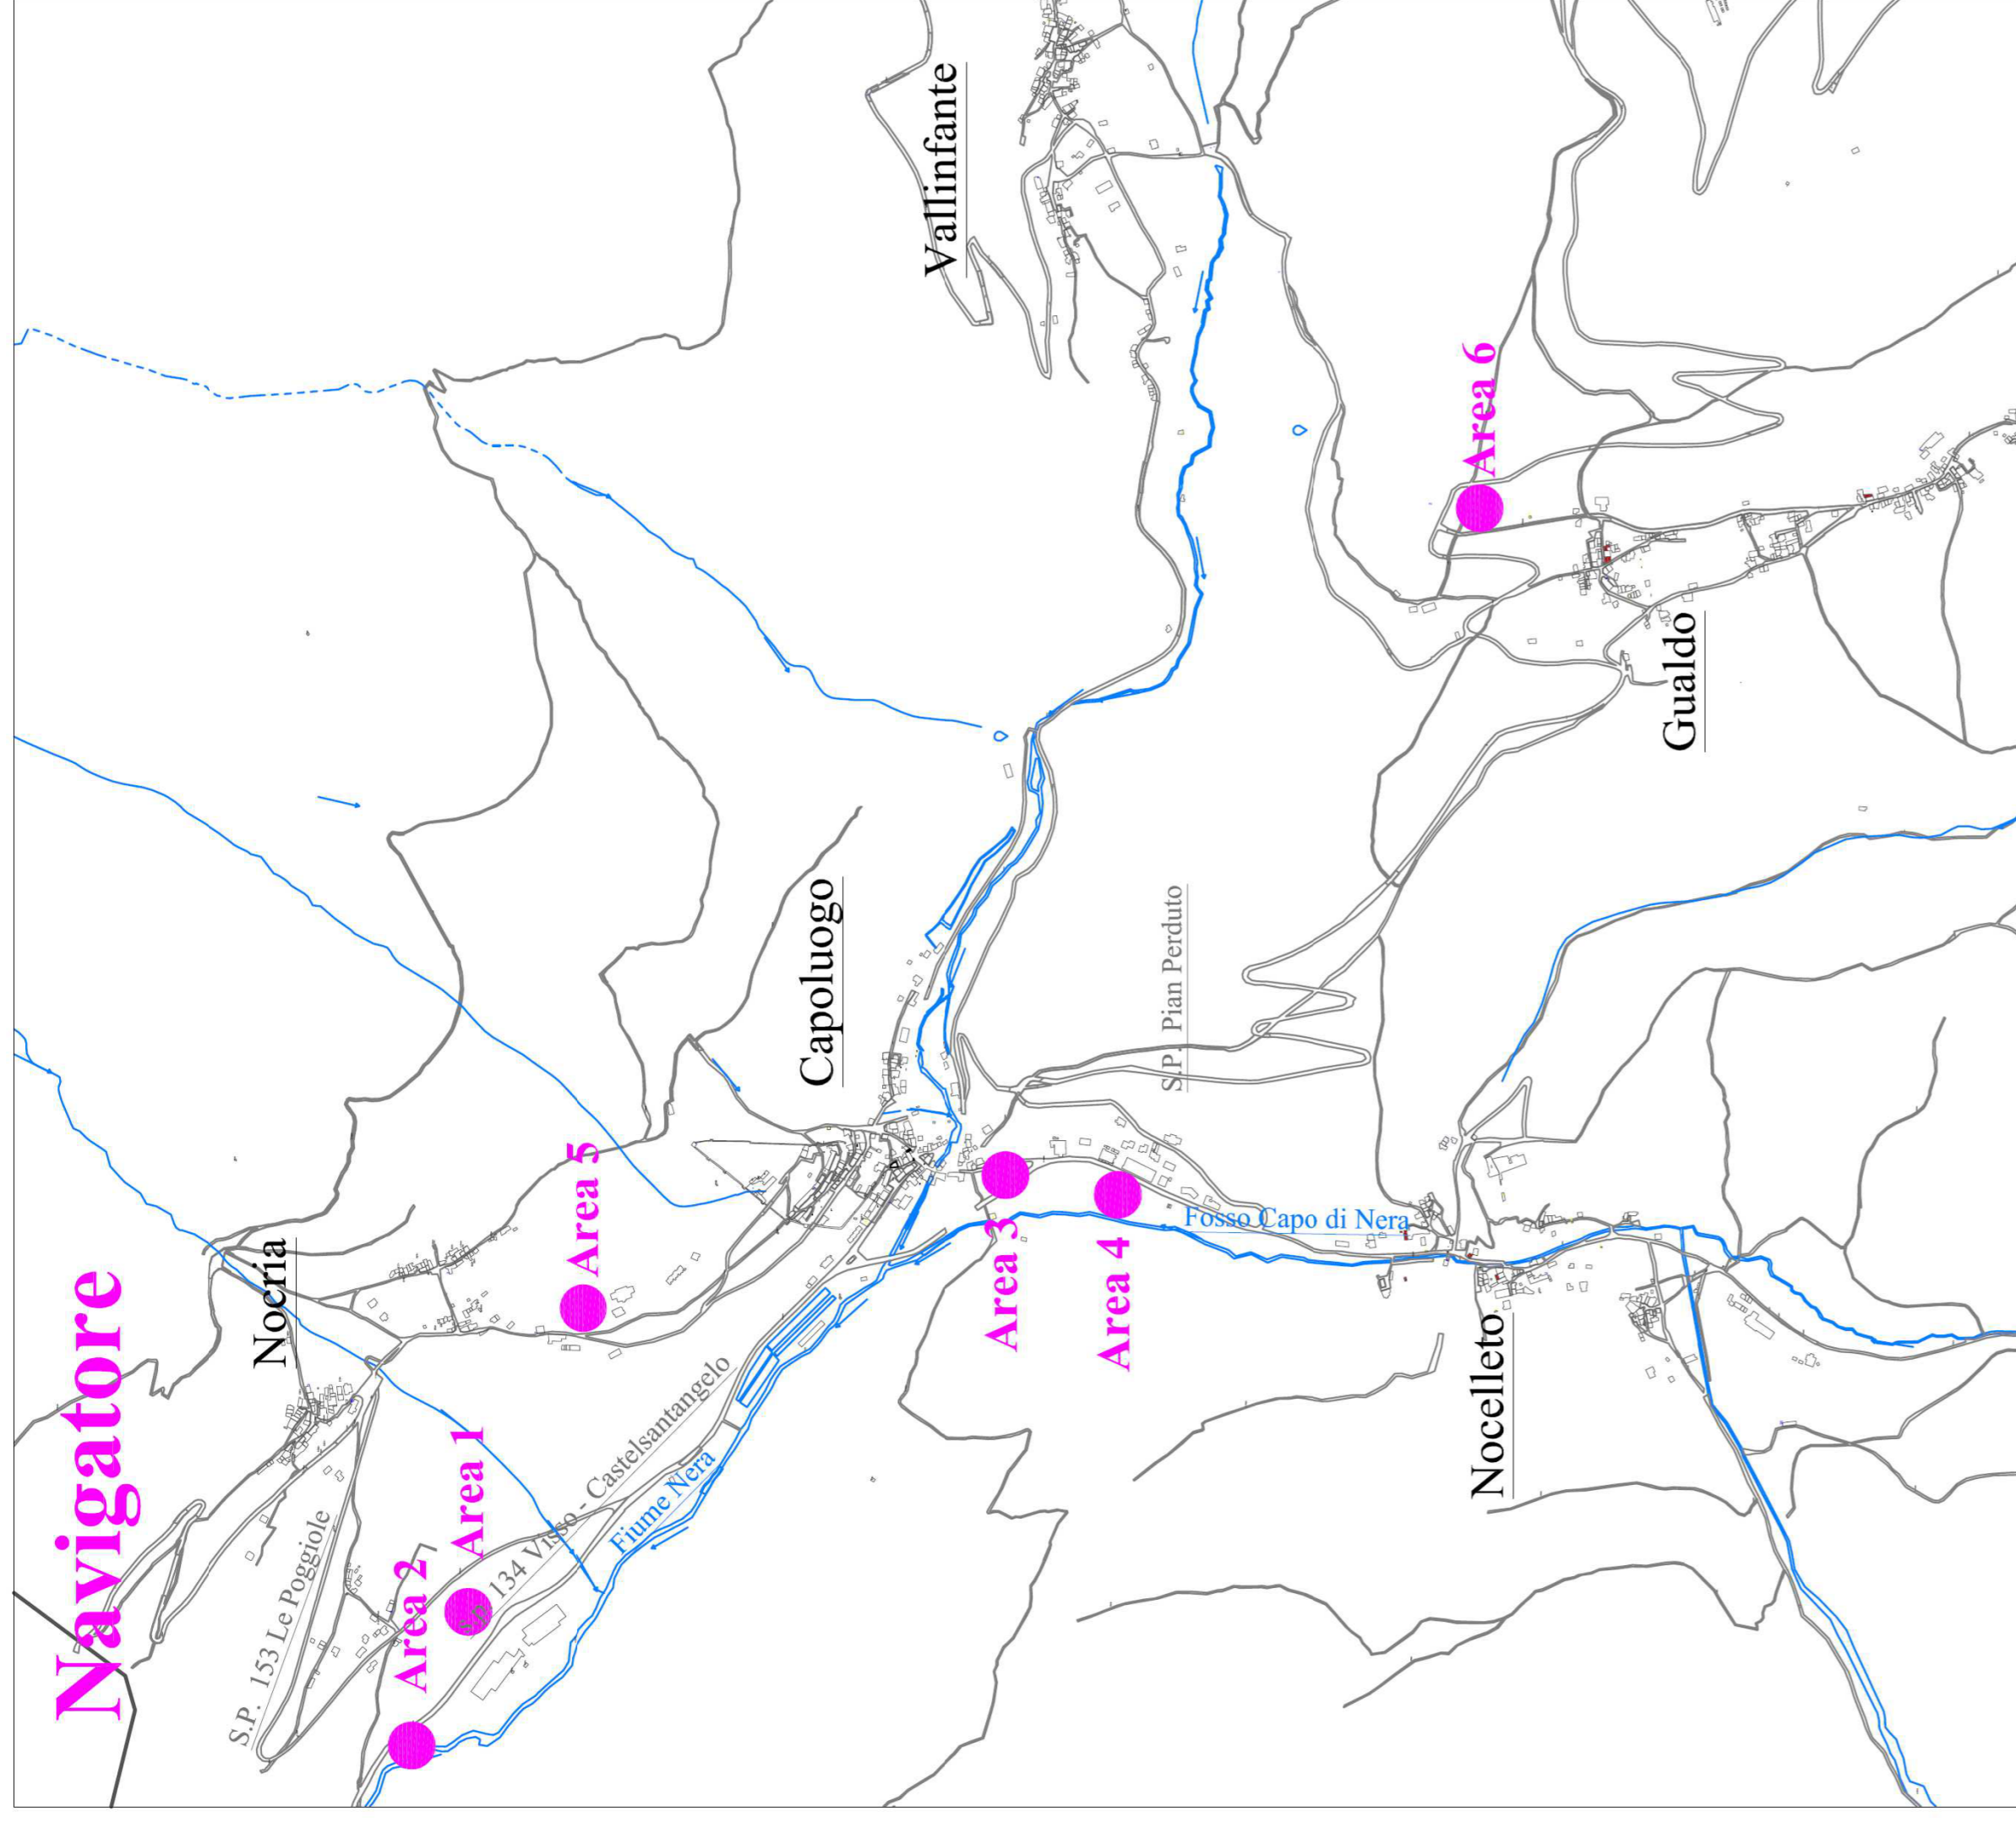 Navigatore
Nocria
S.P. 153 Le Poggiole
Area 2
Area 1
Area 5
S.P. 134 Visso - Castelsantangelo
Fiume Nera
Capoluogo
Vallinfante
Area 3
Area 4
S.P. Pian Perduto
Fosso Capo di Nera
Area 6
Nocelleto
Gualdo